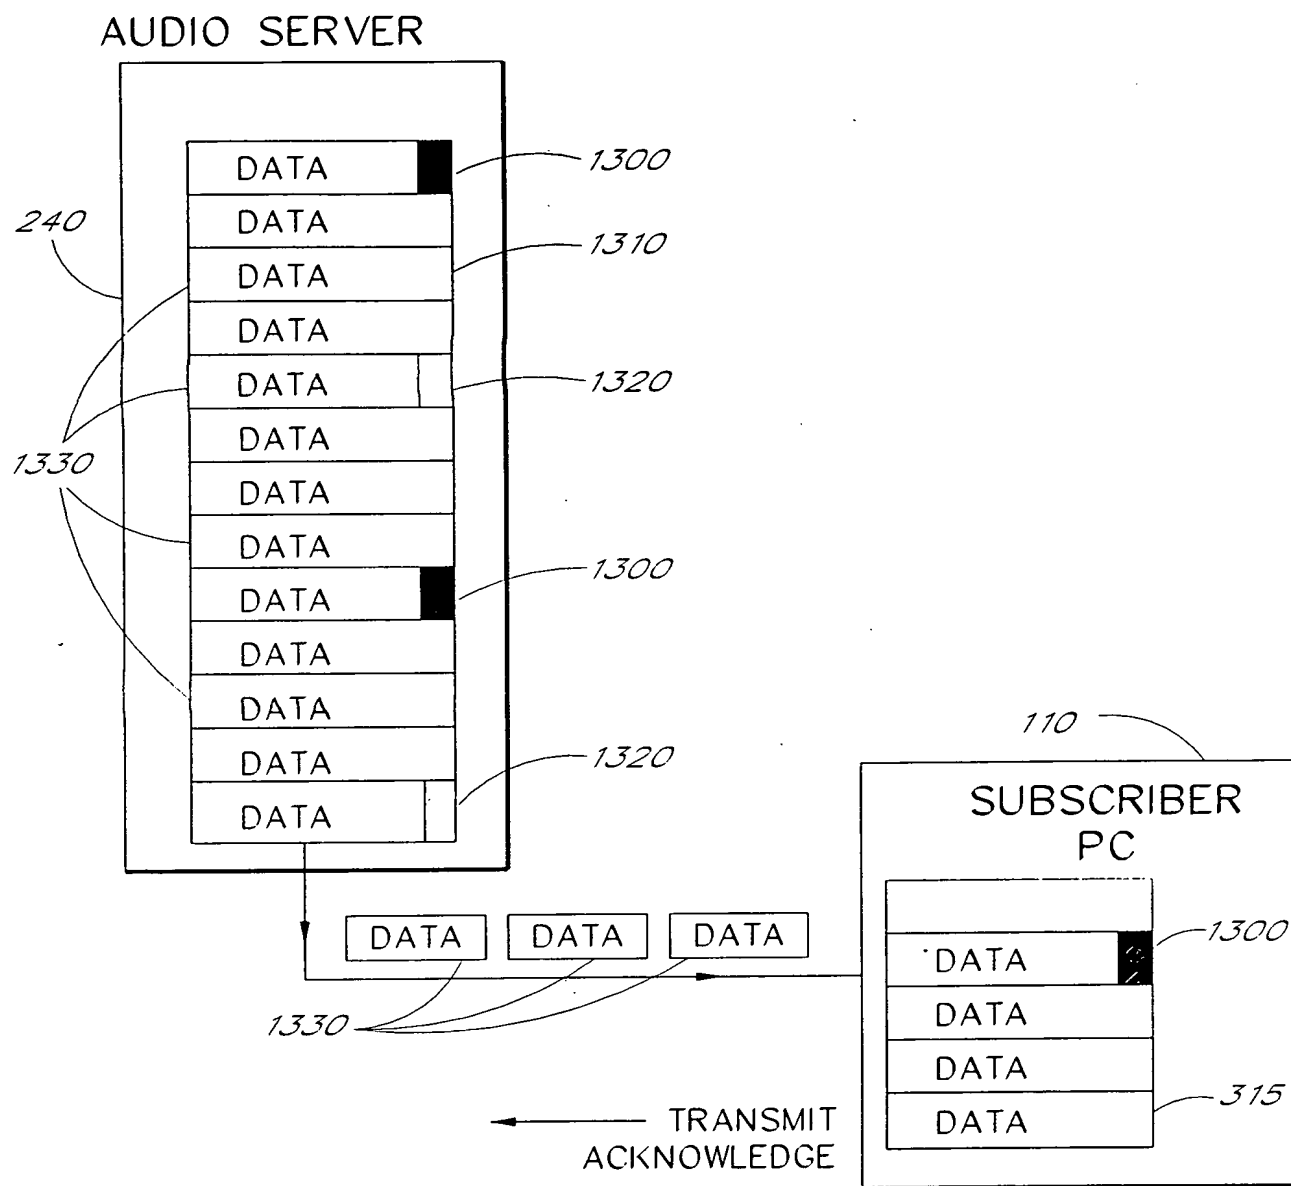 AUDIO SERVER
DATA
1300
DATA
240
DATA
1310
DATA
DATA
1320
DATA
1330
DATA
DATA
DATA
1300
DATA
DATA
DATA
1320
DATA
110
SUBSCRIBER
PC
DATA DATA DATA
1330
DATA
1300
DATA
DATA
DATA
315
TRANSMIT
ACKNOWLEDGE